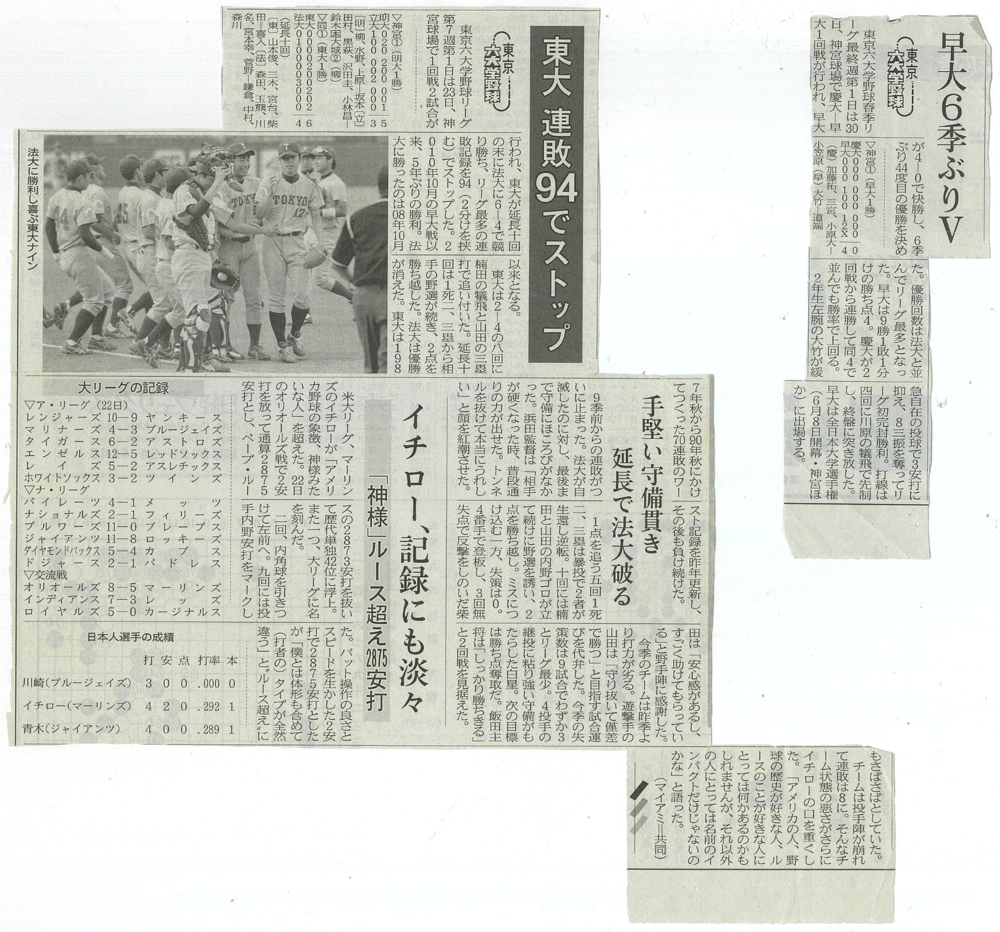 東大 連敗94でストップ
東京
六大学野球
東京六大学野球リーグ
第7週第1日は23日、神
宮球場で1回戦2試合が
行われ、東大が延長十回
の末に法大に6―4で競
り勝ち、リーグ最多の連
敗記録を94(2分けを挟
む)でストップした。2
010年10月の早大戦以
来、5年ぶりの勝利。法
大に勝ったのは08年10月
以来となる。
東大は2―4の八回に
楠田の犠飛と山田の三塁
打で追い付いた。延長十
回は1死二、三塁から相
手の野選が続き、2点を
勝ち越した。法大は優勝
が消えた。東大は198
7年秋から90年秋にかけ
てつくった70連敗のワー
スト記録を昨年更新し、
その後も負け続けた。
▽神宮①(明大1勝)
明大020 200 001|5
立大100 002 000|3
〔明〕柳、水野、上原―坂本〔立〕
田村、黒萩、沢田圭、小林昌―
鈴木困大城②(柳)
▽同①(東大1勝)
東大0000200202|6
法大0100003000|4
(延長十回)
〔東〕山本俊、三木、宮台、柴
田―喜入〔法〕森田、玉熊、川
名、宮本幸、菅野―鎌倉、中村、
森川
法大に勝利し喜ぶ東大ナイン
TOKYO
TOKYO
12
手堅い守備貫き
延長で法大破る
9季前からの連敗がつ
いに止まった。法大が自
滅したのに対し、最後ま
で守備にほころびがなか
った。浜田監督は「相手
が硬くなった時、普段通
りの力が出せた。トンネ
ルを抜けて本当にうれし
い」と顔を紅潮させた。
1点を追う五回1死
二、三塁は暴投で2者が
生還し逆転。十回には楠
田と山田の内野ゴロが立
て続けに野選を誘い、2
点を勝ち越し。ミスにつ
け込む一方、失策は0。
4番手で登板し、3回無
失点で反撃をしのいだ柴
田は「安心感があるし、
すごく助けてもらってい
る」と野手陣に感謝した。
今季のチームは昨季よ
り打力が劣る。遊撃手の
山田は「守り抜いて僅差
で勝つ」と目指す試合運
びを代弁した。今季の失
策数は9試合でわずか3
とリーグ最少。4投手の
継投に粘り強い守備がも
たらした白星。次の目標
は勝ち点奪取だ。飯田主
将は「しっかり勝ちきる」
と2回戦を見据えた。
イチロー、記録にも淡々
「神様」ルース超え2875安打
米大リーグ、マーリン
ズのイチローが「アメリ
カ野球の象徴、神様みた
いな人」を超えた。22日
のオリオールズ戦で2安
打を放って通算2875
安打とし、ベーブ・ルー
スの2873安打を抜い
て歴代単独42位に浮上。
また一つ、大リーグに名
を刻んだ。
二回、内角球を引きつ
けて左前へ。九回には投
手内野安打をマークし
た。バット操作の良さと
スピードを生かした2安
打で2875安打とした
が「僕とは体形も含めて
(打者の)タイプが全然
違う」と“ルース超え”に
もさばさばとしていた。
チームは投手陣が崩れ
て連敗は8に。そんなチ
ーム状態の悪さがさらに
イチローの口を重くし
た。「アメリカの人、野
球の歴史が好きな人、ル
ースのことが好きな人に
とっては何かあるのかも
しれませんが、それ以外
の人にとっては名前のイ
ンパクトだけじゃないの
かな」と語った。
(マイアミ＝共同)
大リーグの記録
▽ア・リーグ(22日)
レンジャーズ 10―9 ヤンキース
マリナーズ 4―3 ブルージェイズ
タイガース 6―2 アストロズ
エンゼルス 12―5 レッドソックス
レイズ 5―2 アスレチックス
ホワイトソックス 3―2 ツインズ
▽ナ・リーグ
パイレーツ 4―1 メッツ
ナショナルズ 2―1 フィリーズ
ブルワーズ 11―0 ブレーブス
ジャイアンツ 11―8 ロッキーズ
ダイヤモンドバックス 5―4 カブス
ドジャース 2―1 パドレス
▽交流戦
オリオールズ 8―5 マーリンズ
インディアンス 7―3 レッズ
ロイヤルズ 5―0 カージナルス
日本人選手の成績
打 安 点 打率 本
川崎(ブルージェイズ) 3 0 0 .000 0
イチロー(マーリンズ) 4 2 0 .292 1
青木(ジャイアンツ) 4 0 0 .289 1
早大6季ぶりV
東京
六大学野球
東京六大学野球春季リ
ーグ最終週第1日は30
日、神宮球場で慶大―早
大1回戦が行われ、早大
が4―0で快勝し、6季
ぶり44度目の優勝を決め
た。優勝回数は法大と並
んでリーグ最多となっ
た。早大は9勝1敗1分
けの勝ち点4。慶大が2
回戦から連勝して同4で
並んでも勝率で上回る。
2年生左腕の大竹が緩
急自在の投球で3安打に
抑え、8三振を奪ってリ
ーグ初完封勝利。打線は
四回に川原の犠飛で先制
し、終盤に突き放した。
早大は全日本大学選手権
(6月8日開幕・神宮ほ
か)に出場する。
▽神宮①(早大1勝)
慶大000 000 000|0
早大000 100 12X|4
(慶)加藤拓、三宮、小原大―
小笠原(早)大竹―道端